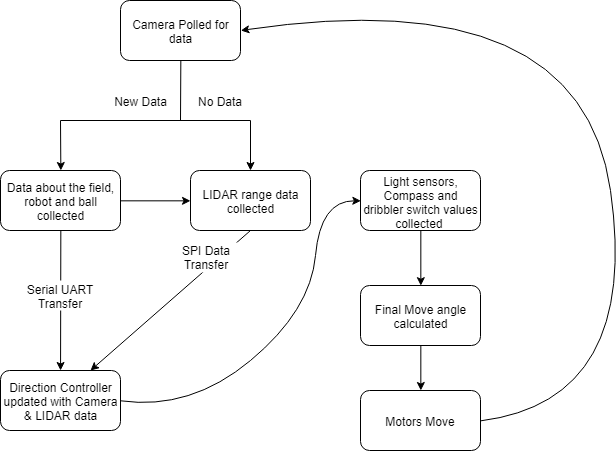 Camera Polled for
data
New Data
No Data
Data about the field,
robot and ball
collected
LIDAR range data
collected
Light sensors,
Compass and
dribbler switch values
collected
SPI Data
Transfer
Serial UART
Transfer
Final Move angle
calculated
Direction Controller
updated with Camera
& LIDAR data
Motors Move